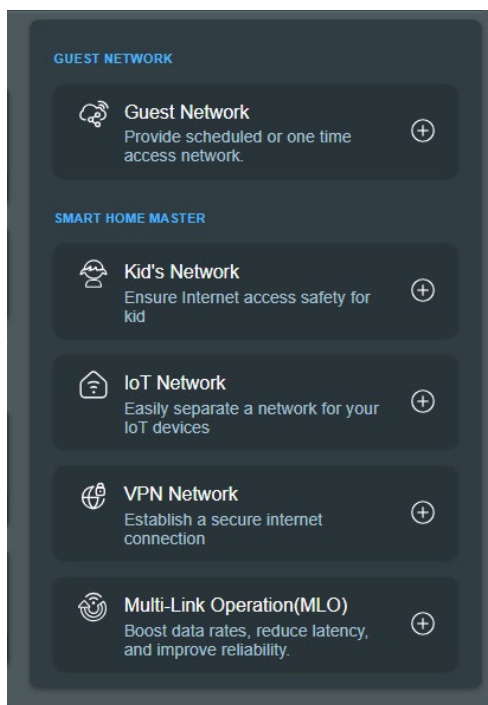 GUEST NETWORK
Guest Network
Provide scheduled or one time
access network.
SMART HOME MASTER
Kid's Network
Ensure Internet access safety for
kid
IoT Network
Easily separate a network for your
IoT devices
VPN Network
Establish a secure internet
connection
Multi-Link Operation(MLO)
Boost data rates, reduce latency,
and improve reliability.